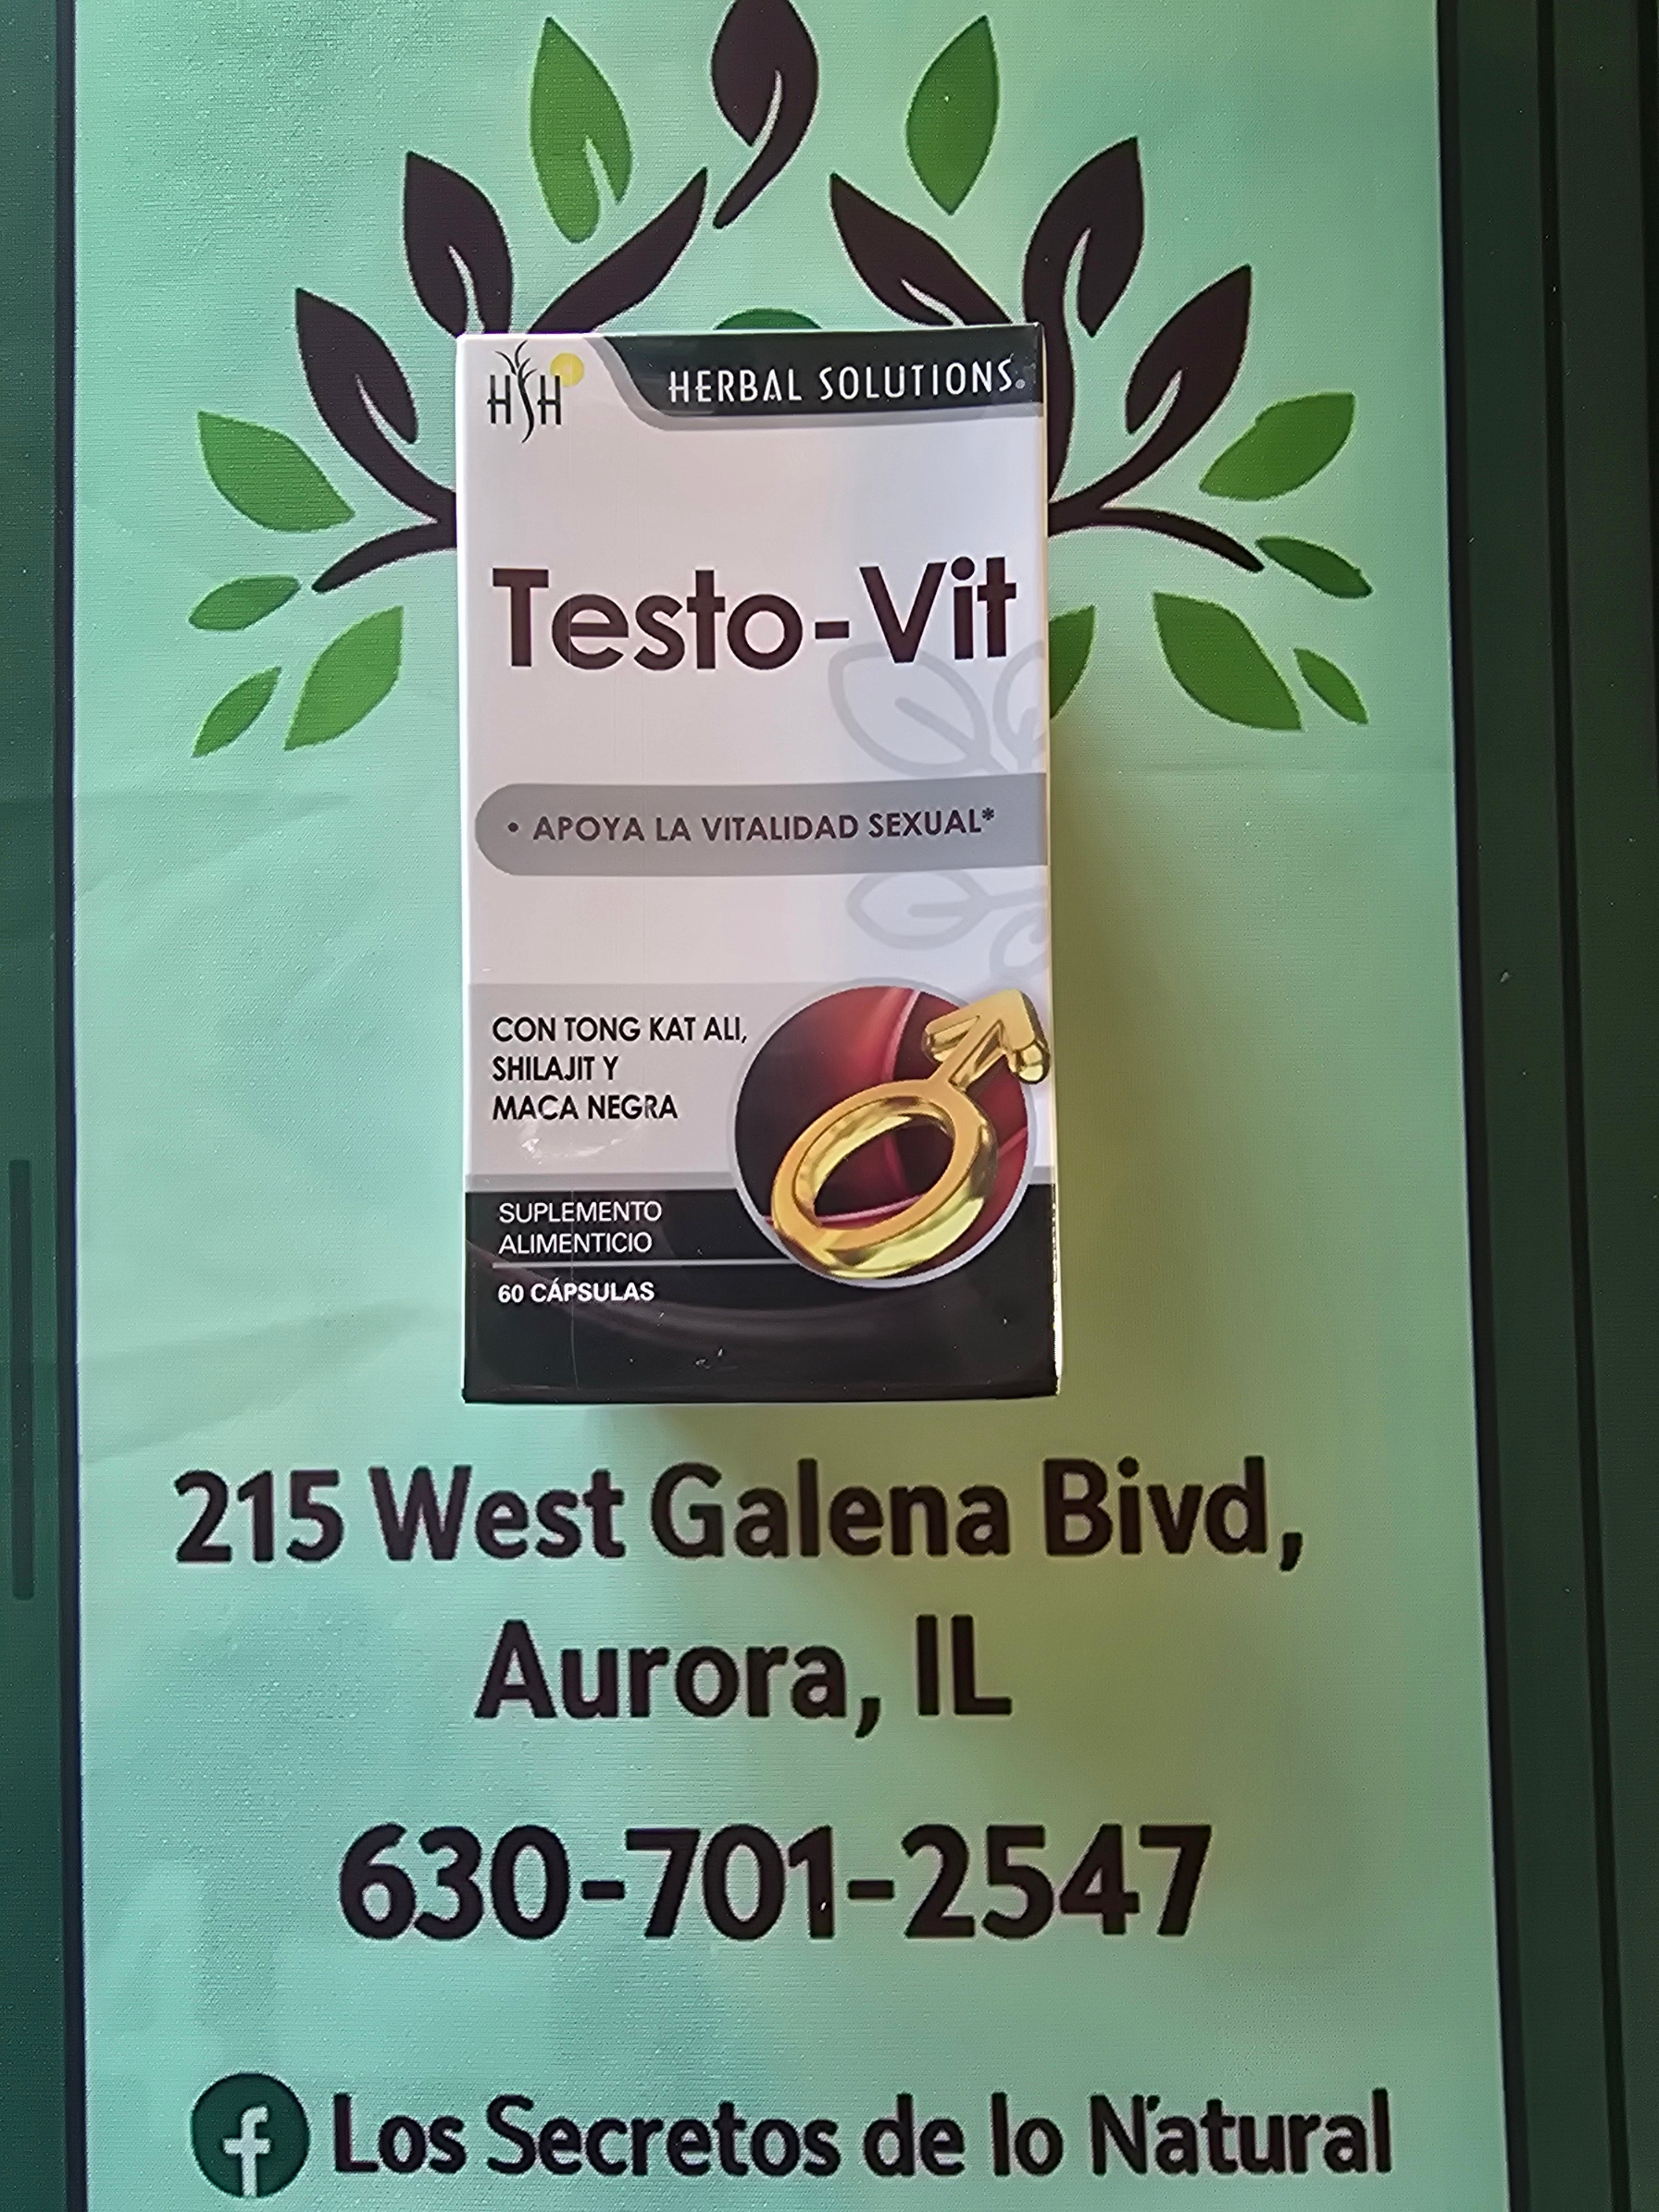 HSH
HERBAL SOLUTIONS®
Testo-Vit
• APOYA LA VITALIDAD SEXUAL*
CON TONG KAT ALI,
SHILAJIT Y
MACA NEGRA
SUPLEMENTO
ALIMENTICIO
60 CÁPSULAS
215 West Galena Bivd,
Aurora, IL
630-701-2547
f Los Secretos de lo Natural